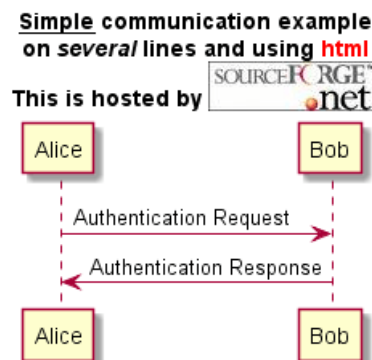 Simple communication example
on several lines and using html
This is hosted by SOURCEFORGE™
.net
Alice Bob
Authentication Request
Authentication Response
Alice Bob